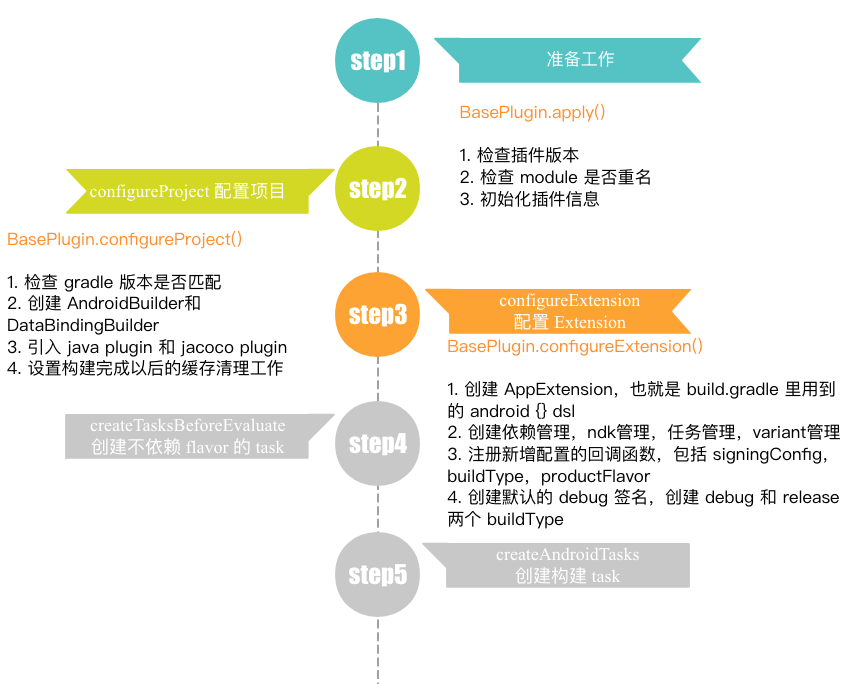 step1
准备工作
BasePlugin.apply()
1. 检查插件版本
2. 检查 module 是否重名
3. 初始化插件信息
step2
configureProject 配置项目
BasePlugin.configureProject()
1. 检查 gradle 版本是否匹配
2. 创建 AndroidBuilder和
DataBindingBuilder
3. 引入 java plugin 和 jacoco plugin
4. 设置构建完成以后的缓存清理工作
step3
configureExtension
配置 Extension
BasePlugin.configureExtension()
1. 创建 AppExtension，也就是 build.gradle 里用到
的 android {} dsl
2. 创建依赖管理，ndk管理，任务管理，variant管理
3. 注册新增配置的回调函数，包括 signingConfig，
buildType，productFlavor
4. 创建默认的 debug 签名，创建 debug 和 release
两个 buildType
step4
createTasksBeforeEvaluate
创建不依赖 flavor 的 task
step5
createAndroidTasks
创建构建 task